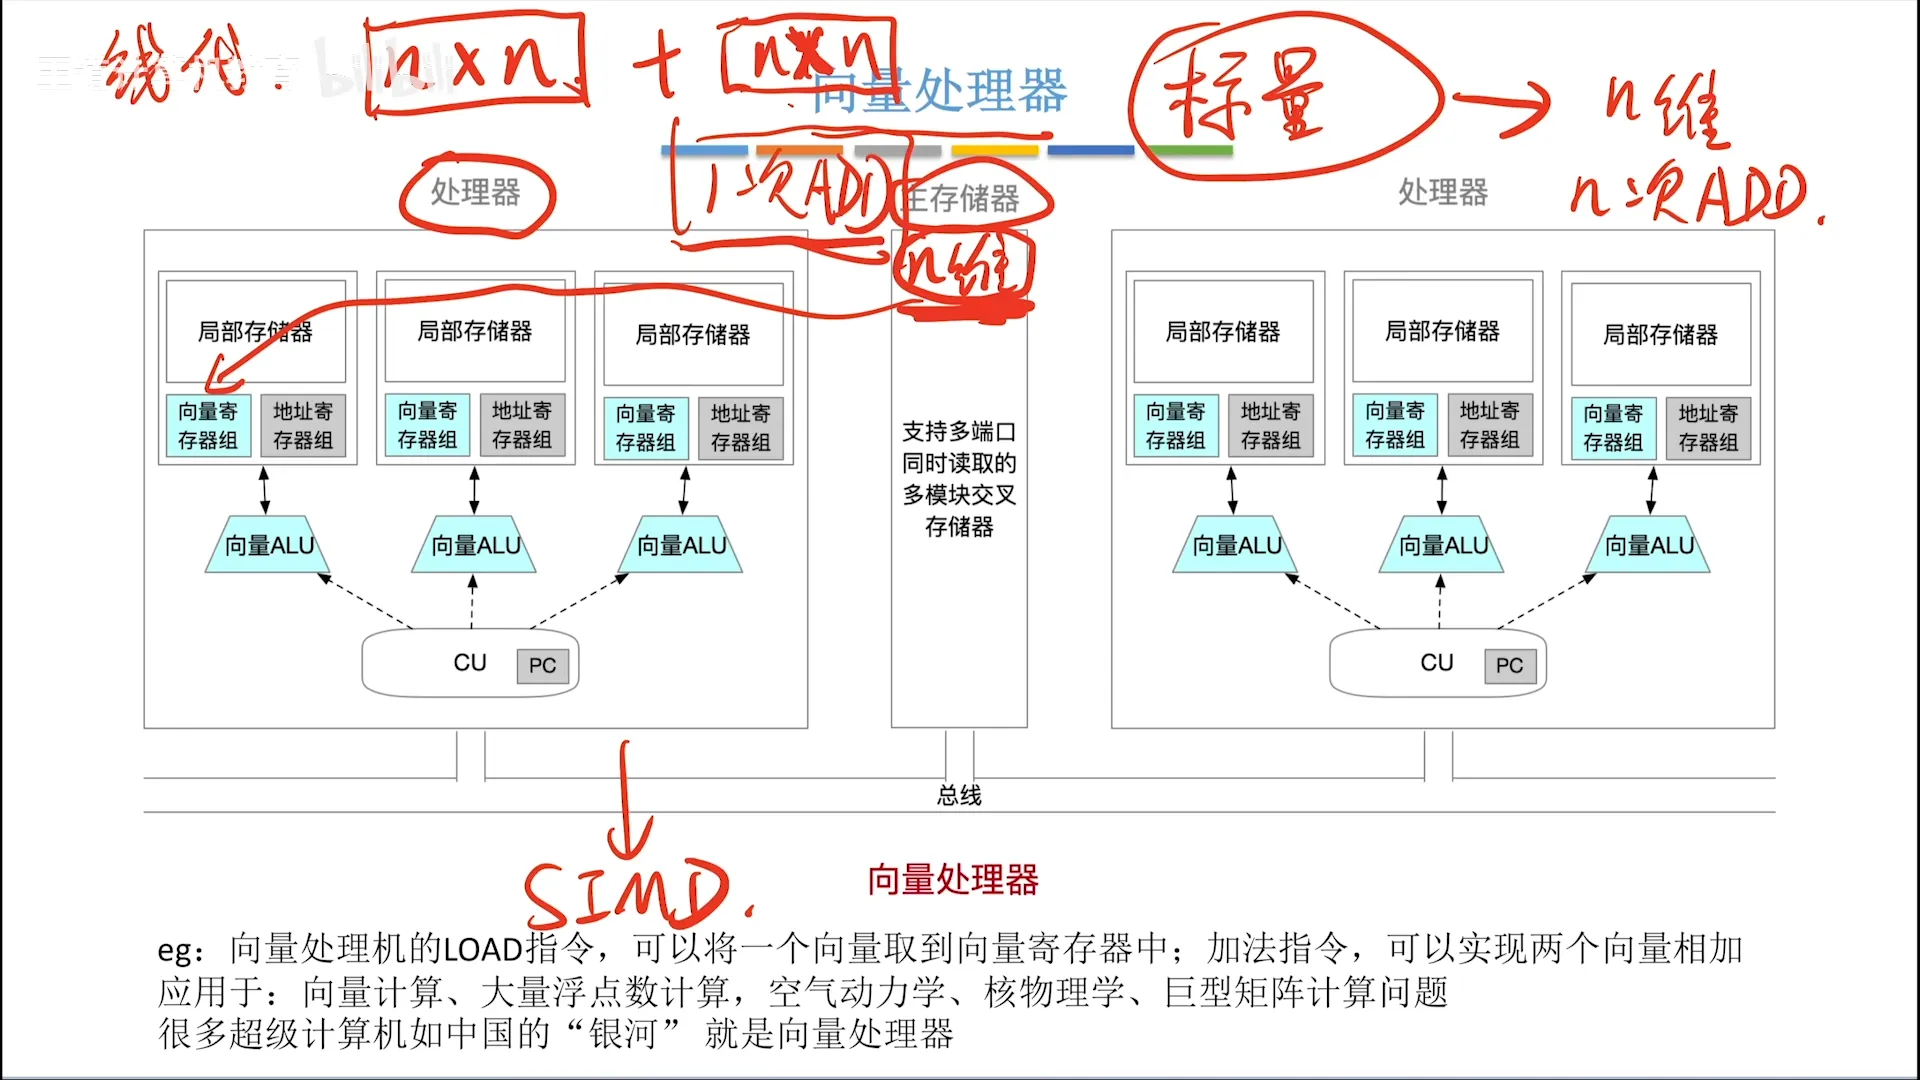 线代. n×n + n×n 标量 → n维
向量处理器
n次ADD.
处理器 1次ADD 主存储器 处理器
n维
局部存储器 局部存储器 局部存储器 局部存储器 局部存储器 局部存储器
向量寄存器组 地址寄存器组 向量寄存器组 地址寄存器组 向量寄存器组 地址寄存器组
支持多端口
同时读取的
多模块交叉
存储器
向量寄存器组 地址寄存器组 向量寄存器组 地址寄存器组 向量寄存器组 地址寄存器组
向量ALU 向量ALU 向量ALU 向量ALU 向量ALU 向量ALU
CU PC CU PC
总线
SIMD.
向量处理器
eg：向量处理机的LOAD指令，可以将一个向量取到向量寄存器中；加法指令，可以实现两个向量相加
应用于：向量计算、大量浮点数计算，空气动力学、核物理学、巨型矩阵计算问题
很多超级计算机如中国的“银河” 就是向量处理器